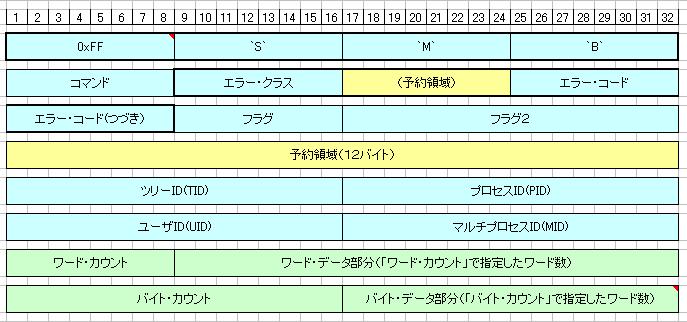 1 2 3 4 5 6 7 8 9 10 11 12 13 14 15 16 17 18 19 20 21 22 23 24 25 26 27 28 29 30 31 32
0xFF `S` `M` `B`
コマンド エラー・クラス (予約領域) エラー・コード
エラー・コード(つづき) フラグ フラグ2
予約領域(12バイト)
ツリーID(TID) プロセスID(PID)
ユーザID(UID) マルチプロセスID(MID)
ワード・カウント ワード・データ部分(「ワード・カウント」で指定したワード数)
バイト・カウント バイト・データ部分(「バイト・カウント」で指定したワード数)